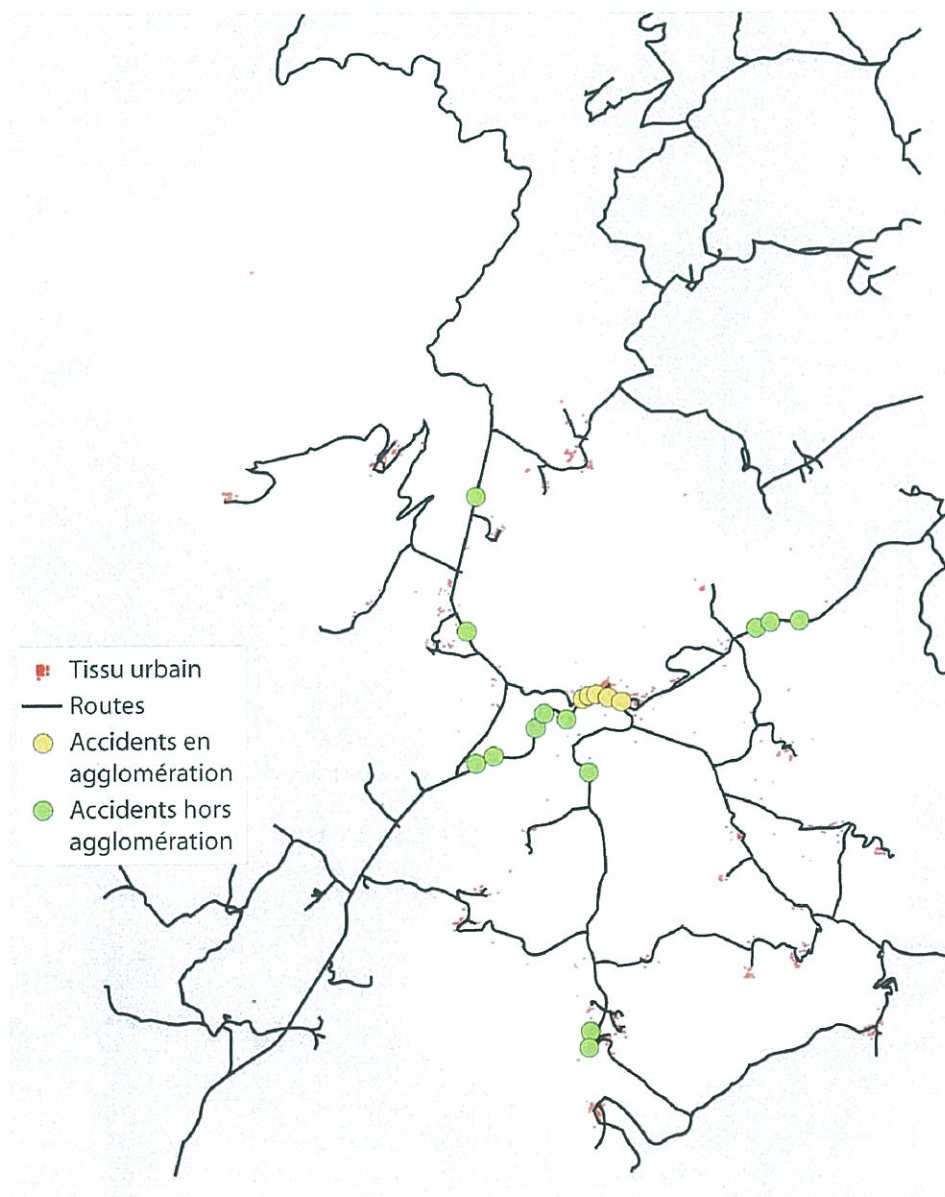 Tissu urbain
Routes
Accidents en
agglomération
Accidents hors
agglomération